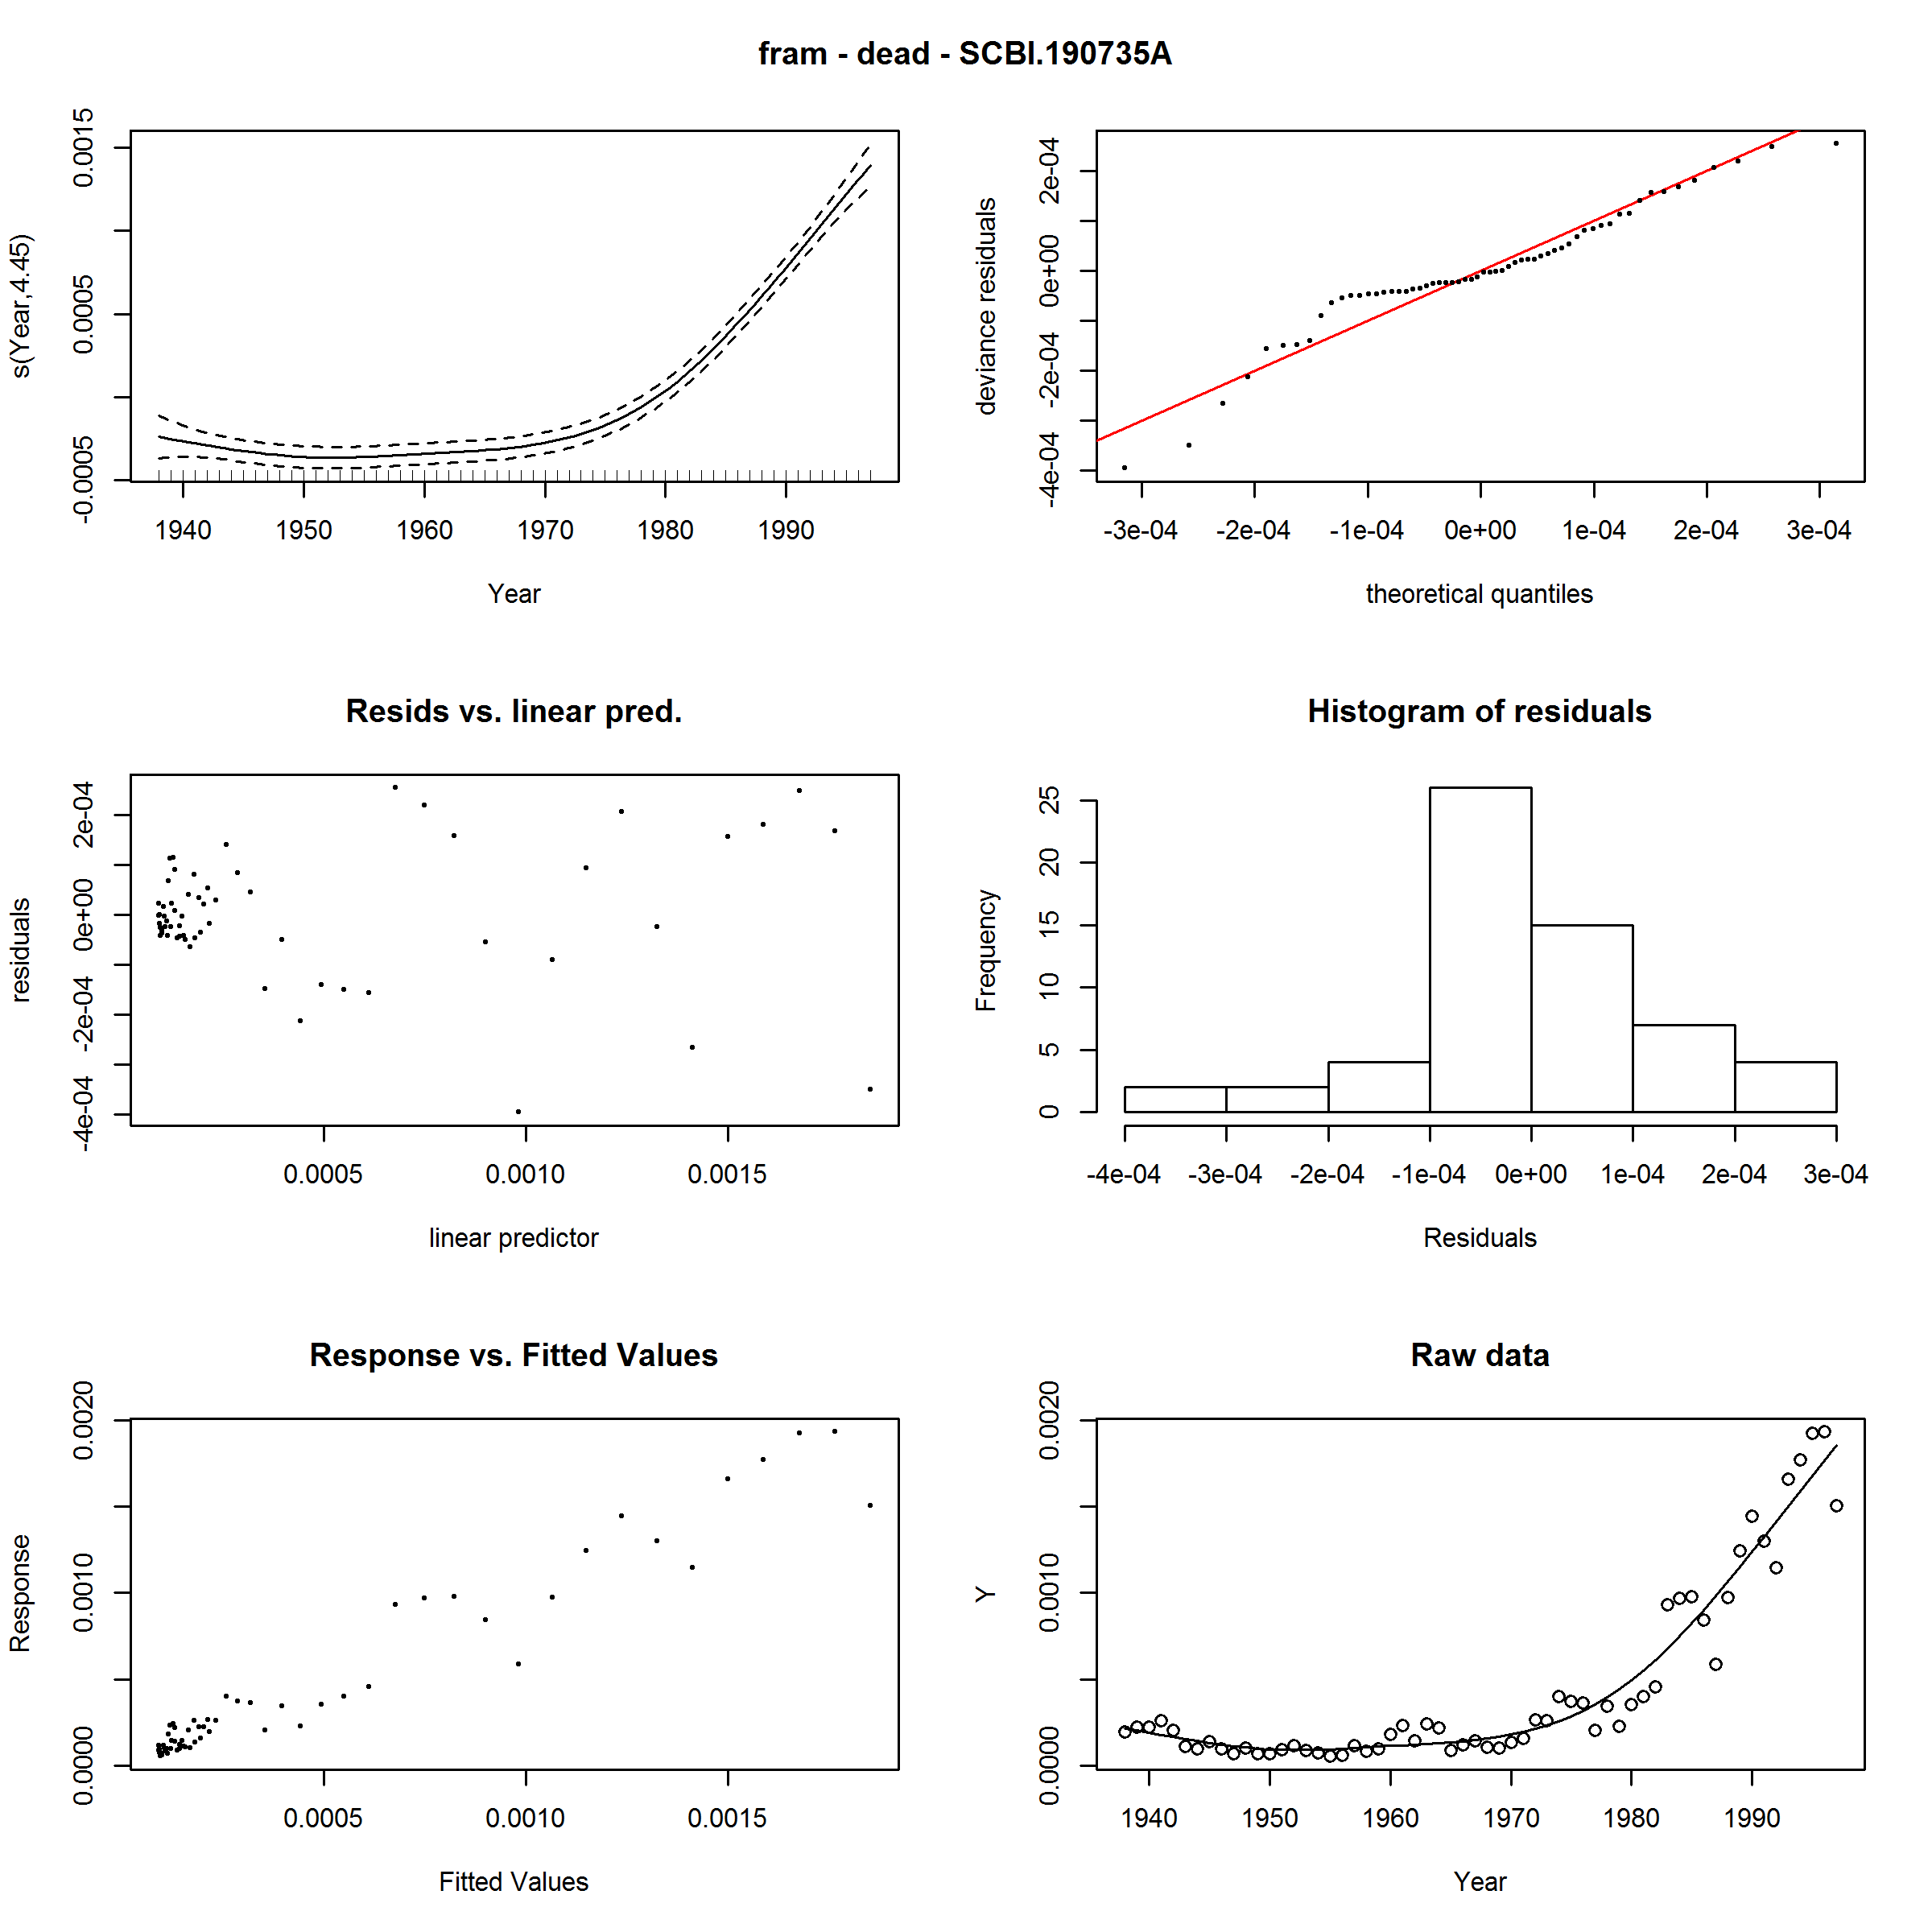 fram - dead - SCBI.190735A
s(Year,4.45)
-0.0005 0.0005 0.0015
1940 1950 1960 1970 1980 1990
Year
deviance residuals
-4e-04 -2e-04 0e+00 2e-04
-3e-04 -2e-04 -1e-04 0e+00 1e-04 2e-04 3e-04
theoretical quantiles
Resids vs. linear pred.
residuals
-4e-04 -2e-04 0e+00 2e-04
0.0005 0.0010 0.0015
linear predictor
Histogram of residuals
Frequency
0 5 10 15 20 25
-4e-04 -3e-04 -2e-04 -1e-04 0e+00 1e-04 2e-04 3e-04
Residuals
Response vs. Fitted Values
Response
0.0000 0.0010 0.0020
0.0005 0.0010 0.0015
Fitted Values
Raw data
Y
0.0000 0.0010 0.0020
1940 1950 1960 1970 1980 1990
Year